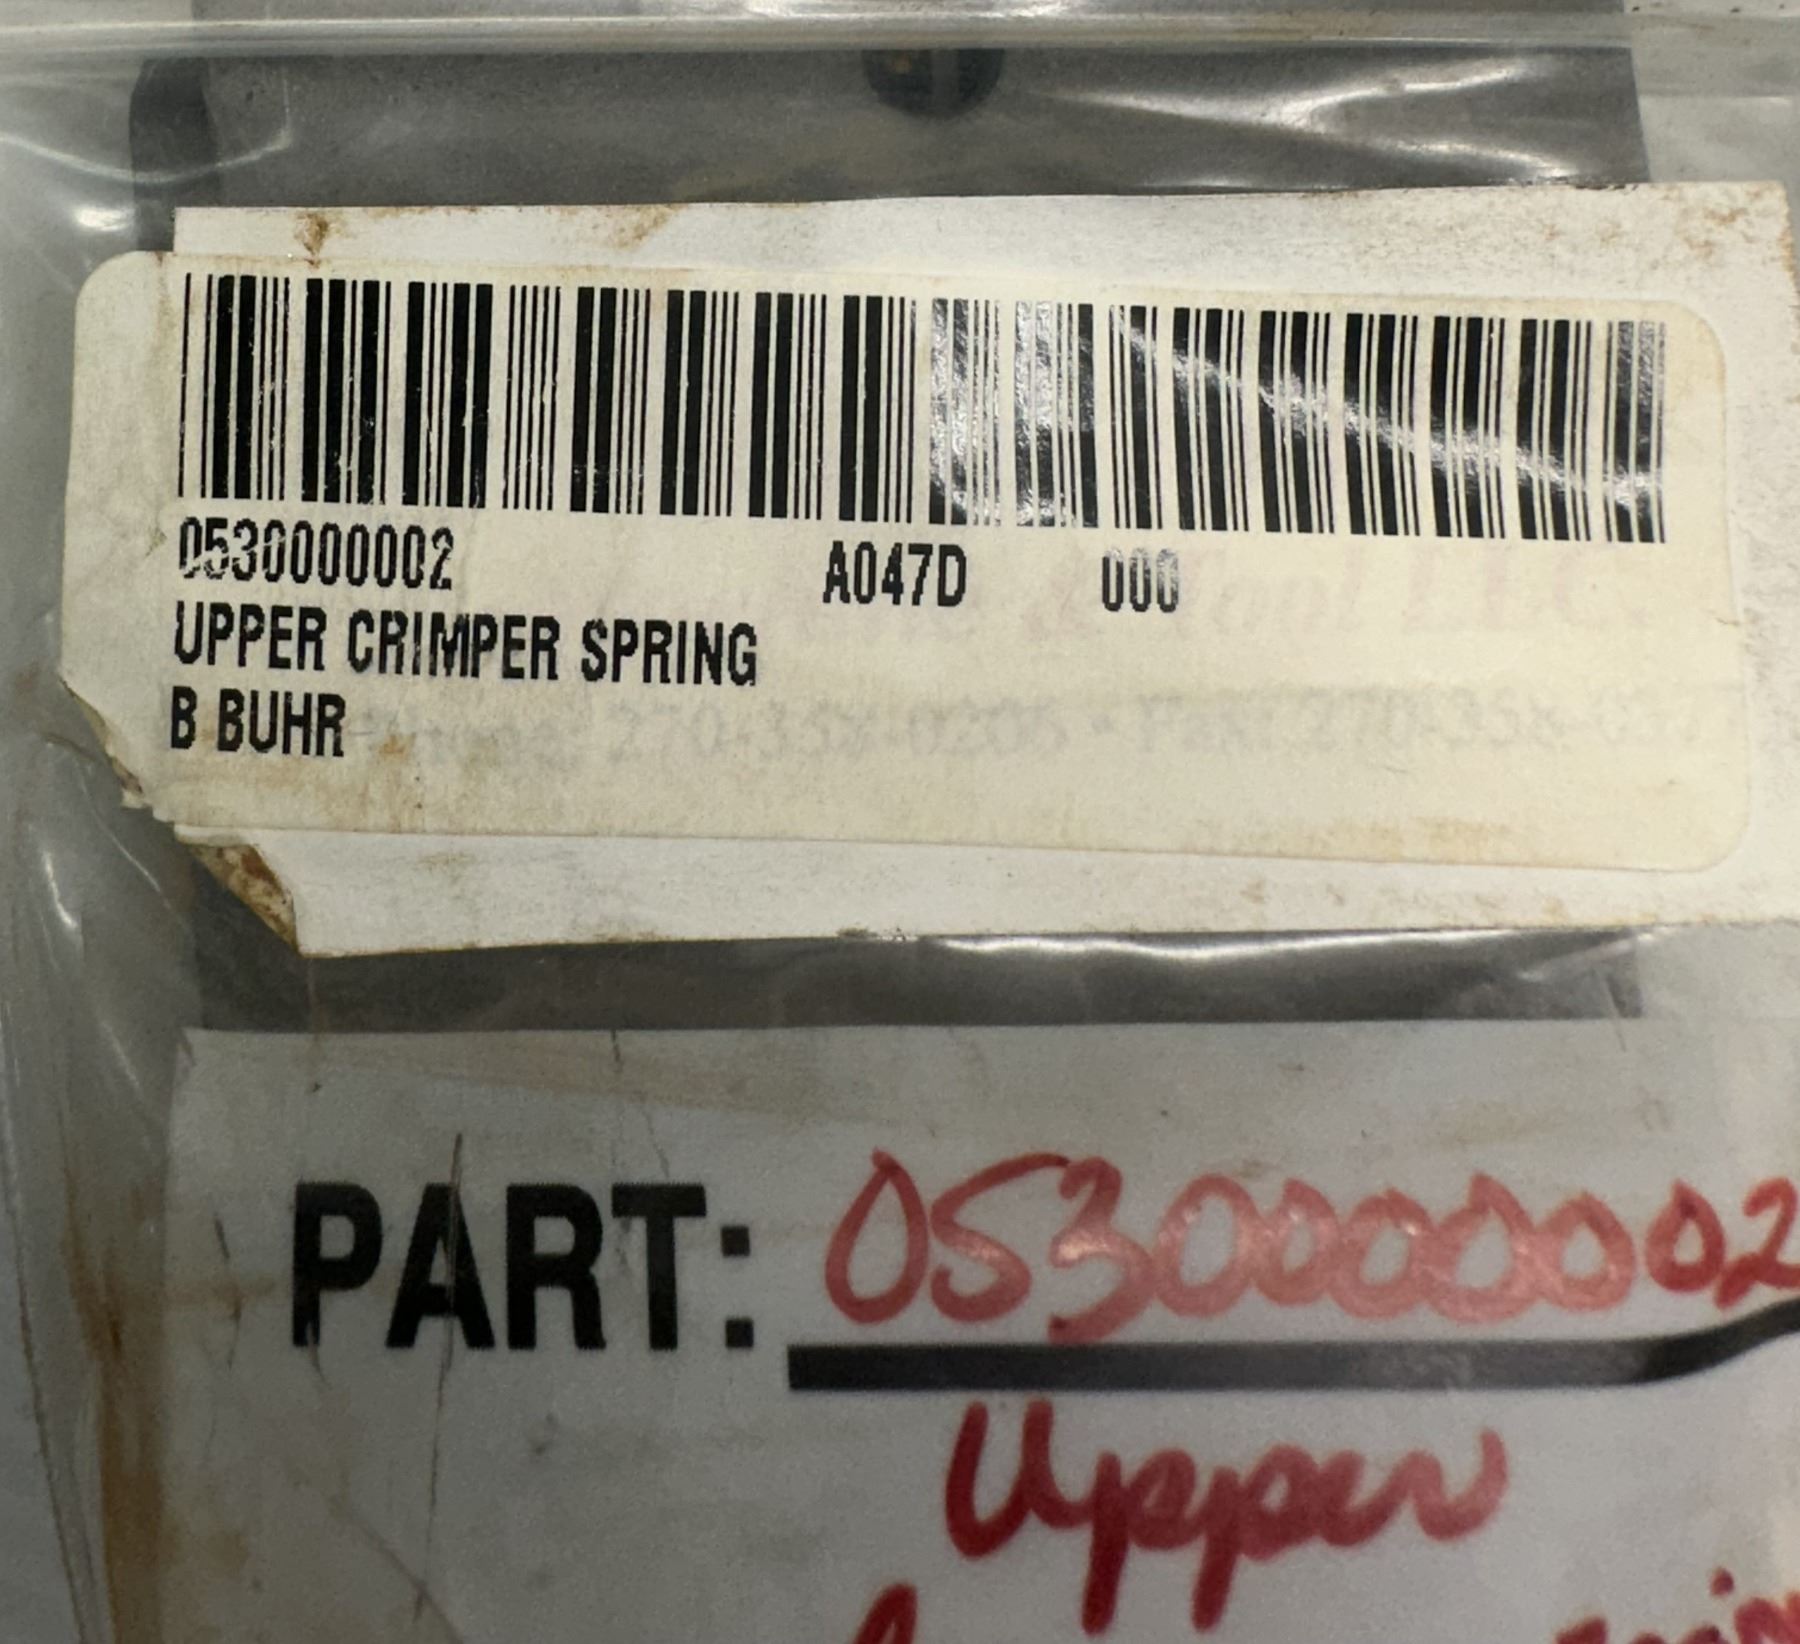 0530000002 A047D 000
UPPER CRIMPER SPRING
B BUHR
PART: 0530000002
Upper